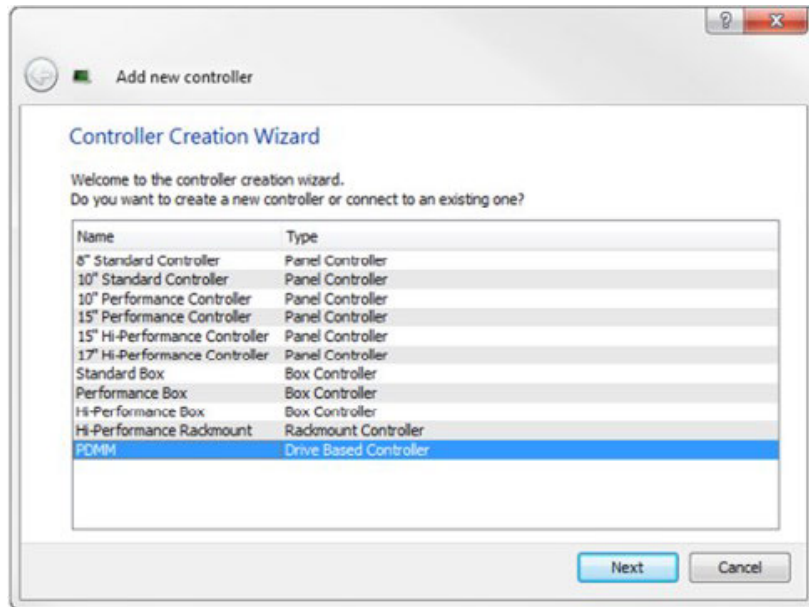 Add new controller
Controller Creation Wizard
Welcome to the controller creation wizard.
Do you want to create a new controller or connect to an existing one?
Name Type
8" Standard Controller Panel Controller
10" Standard Controller Panel Controller
10" Performance Controller Panel Controller
15" Performance Controller Panel Controller
15" Hi-Performance Controller Panel Controller
17" Hi-Performance Controller Panel Controller
Standard Box Box Controller
Performance Box Box Controller
Hi-Performance Box Box Controller
Hi-Performance Rackmount Rackmount Controller
PDMM Drive Based Controller
Next Cancel